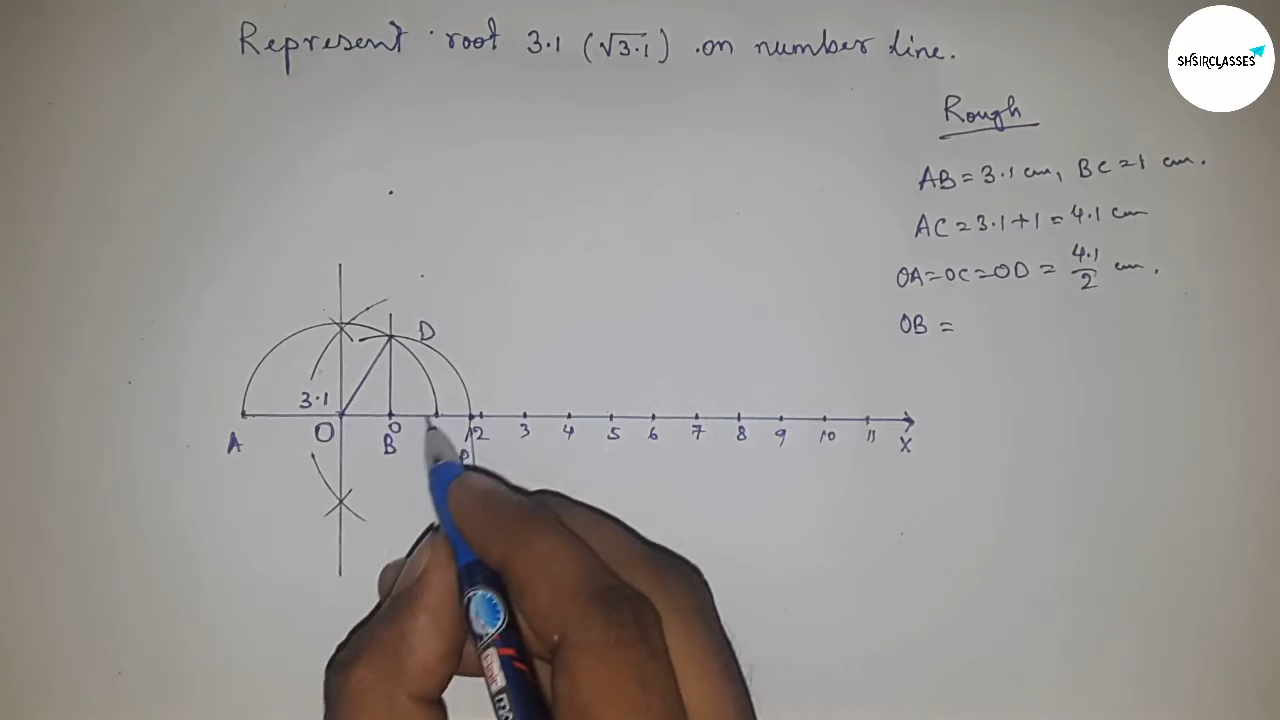 Represent root 3.1 (√3.1) on number line.
SHSIRCLASSES
Rough
AB = 3.1 cm, BC = 1 cm.
AC = 3.1 + 1 = 4.1 cm
OA = OC = OD = 4.1/2 cm.
OB =
D
3.1
A O B 0 1 2 3 4 5 6 7 8 9 10 11 X
P